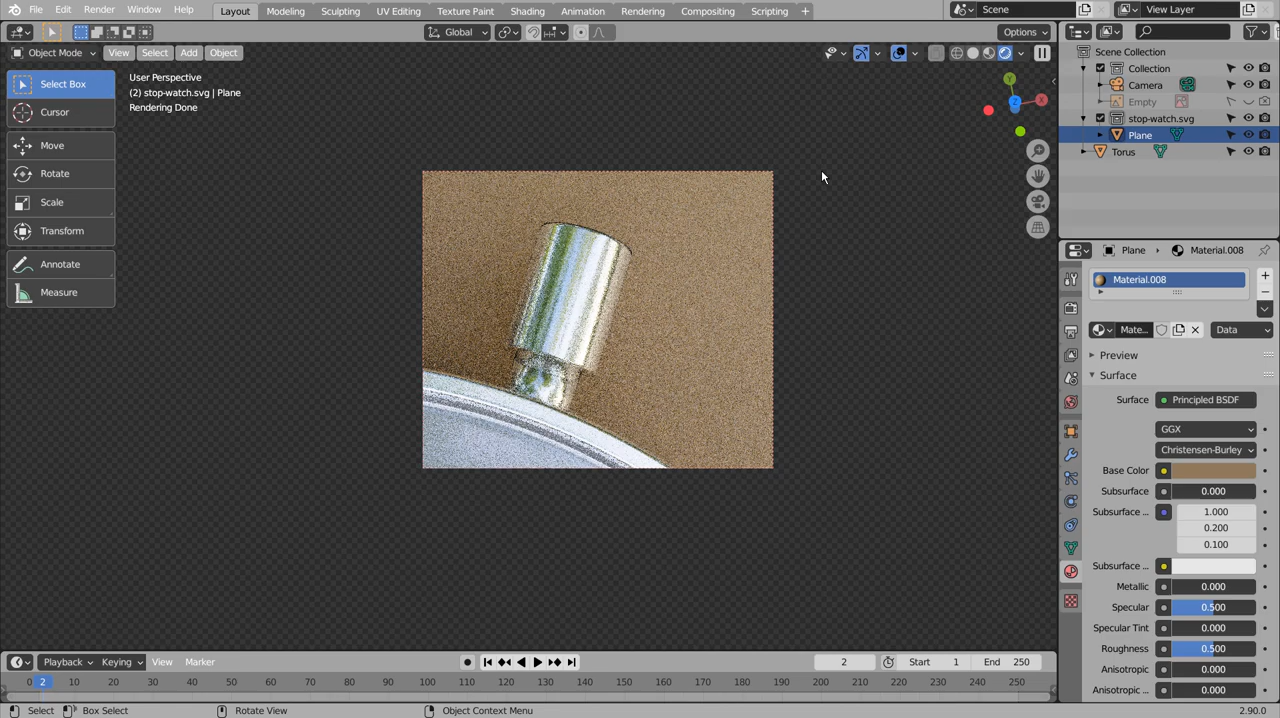 File Edit Render Window Help Layout Modeling Sculpting UV Editing Texture Paint Shading Animation Rendering Compositing Scripting + Scene View Layer
Global Options
Object Mode View Select Add Object
Select Box
Cursor
Move
Rotate
Scale
Transform
Annotate
Measure
User Perspective
(2) stop-watch.svg | Plane
Rendering Done
Y
X
Z
Scene Collection
Collection
Camera
Empty
stop-watch.svg
Plane
Torus
Plane > Material.008
Material.008
Mate... Data
Preview
Surface
Surface Principled BSDF
GGX
Christensen-Burley
Base Color
Subsurface 0.000
Subsurface ... 1.000
0.200
0.100
Subsurface ...
Metallic 0.000
Specular 0.500
Specular Tint 0.000
Roughness 0.500
Anisotropic 0.000
Anisotropic ... 0.000
Playback Keying View Marker 2 Start 1 End 250
0 2 10 20 30 40 50 60 70 80 90 100 110 120 130 140 150 160 170 180 190 200 210 220 230 240 250
Select Box Select Rotate View Object Context Menu 2.90.0